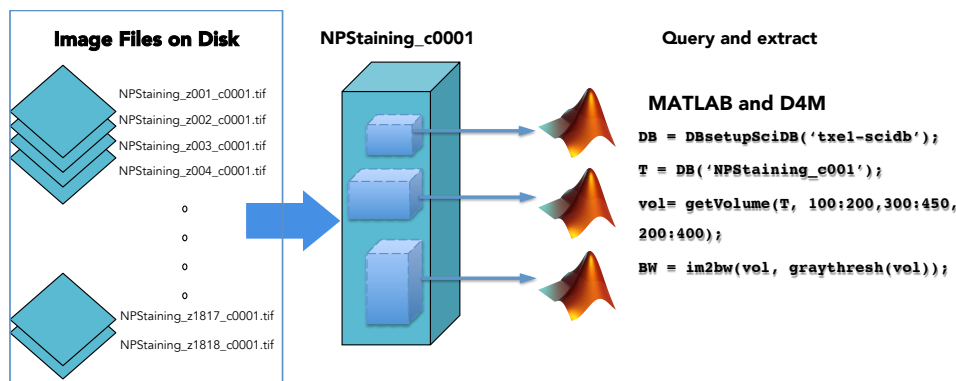 Image Files on Disk
NPStaining_z001_c0001.tif
NPStaining_z002_c0001.tif
NPStaining_z003_c0001.tif
NPStaining_z004_c0001.tif
NPStaining_z1817_c0001.tif
NPStaining_z1818_c0001.tif
NPStaining_c0001
Query and extract
MATLAB and D4M
DB = DBsetupSciDB(‘txe1-scidb’);
T = DB(‘NPStaining_c001’);
vol= getVolume(T, 100:200,300:450,
200:400);
BW = im2bw(vol, graythresh(vol));